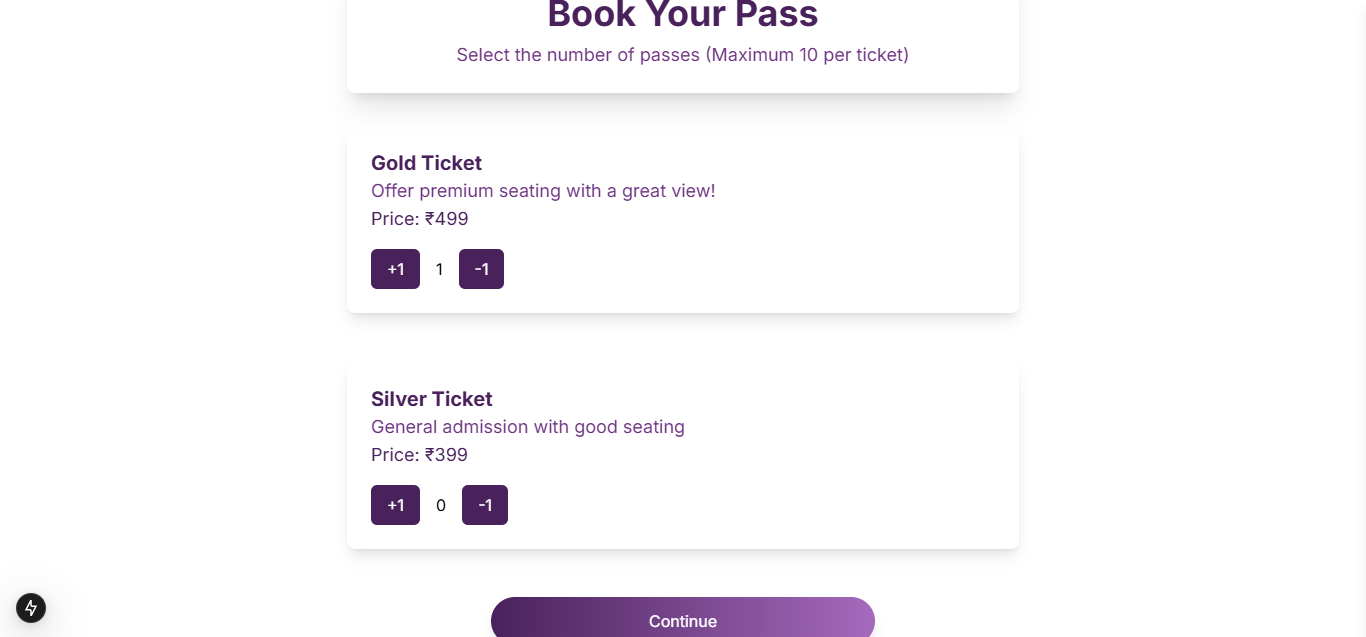 Book Your Pass
Select the number of passes (Maximum 10 per ticket)
Gold Ticket
Offer premium seating with a great view!
Price: ₹499
+1 1 -1
Silver Ticket
General admission with good seating
Price: ₹399
+1 0 -1
Continue